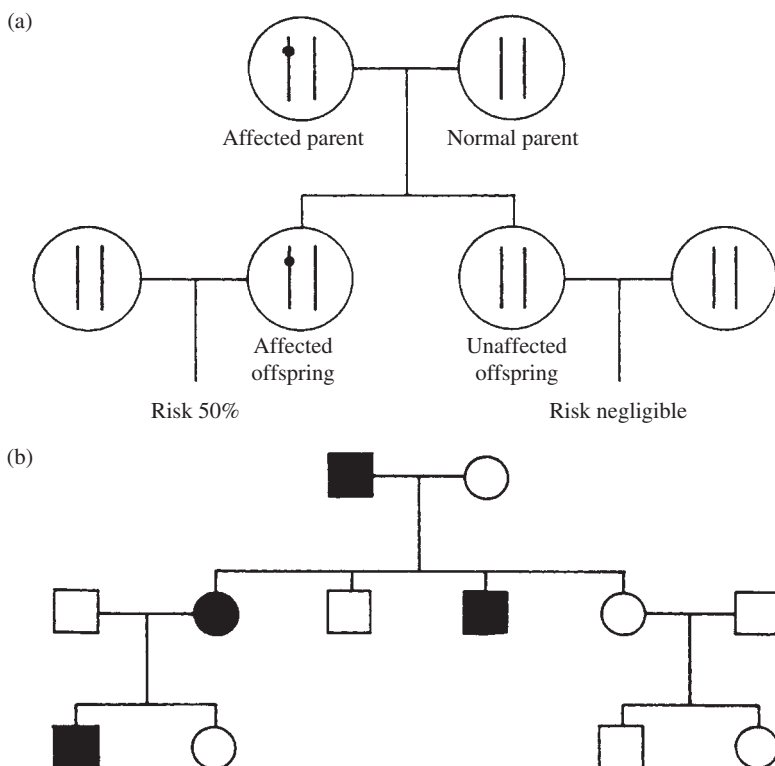 (a)
Affected parent
Normal parent
Affected
offspring
Unaffected
offspring
Risk 50%
Risk negligible
(b)